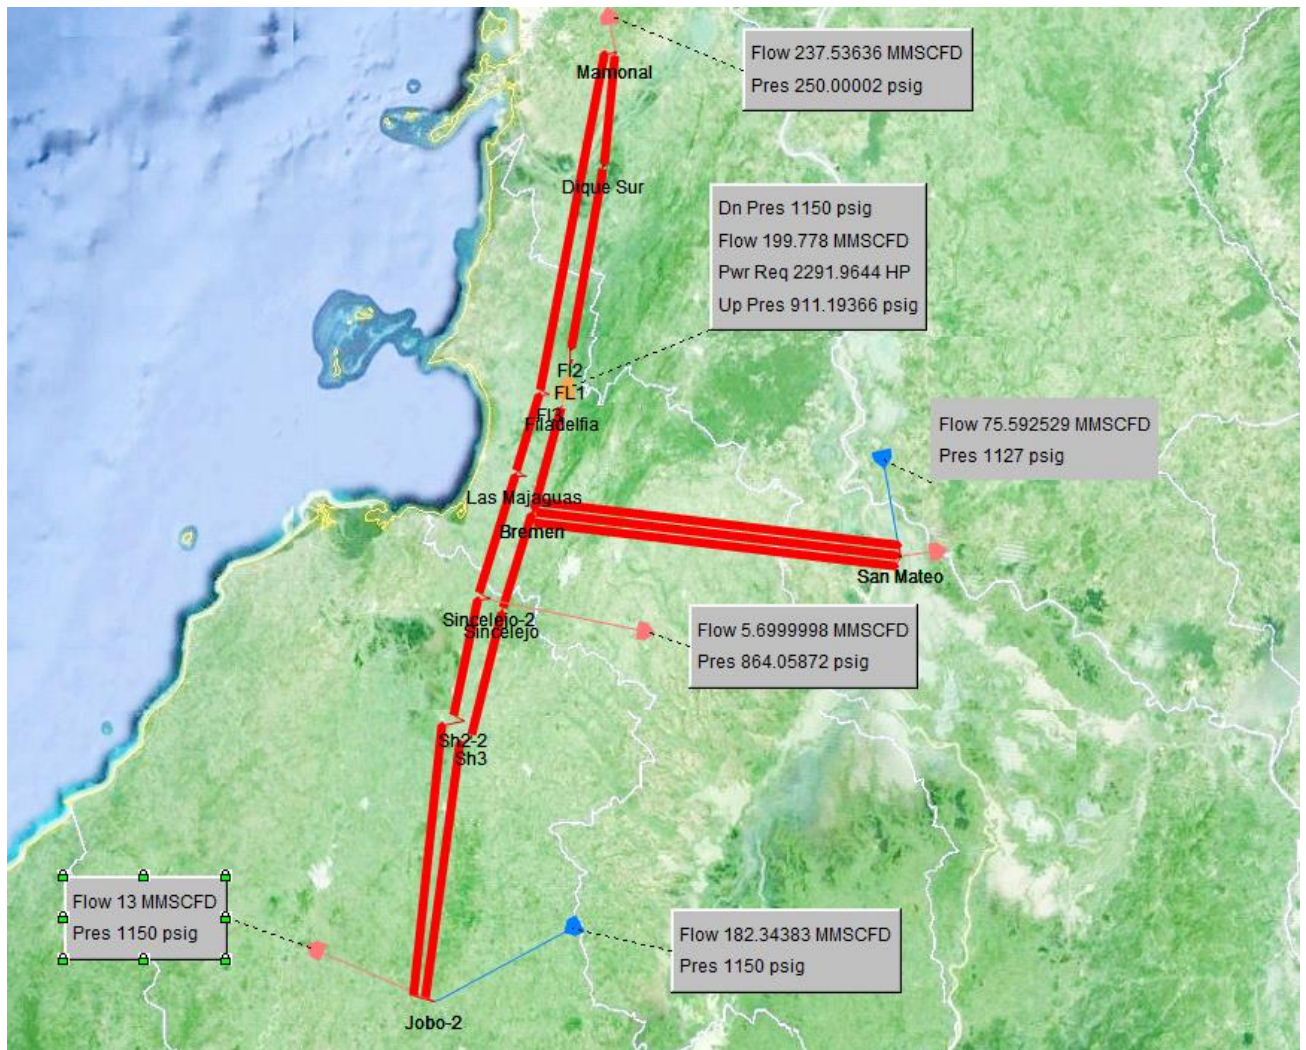 Flow 237.53636 MMSCFD
Pres 250.00002 psig
Mamonal
Dique Sur
Dn Pres 1150 psig
Flow 199.778 MMSCFD
Pwr Req 2291.9644 HP
Up Pres 911.19366 psig
Fl2
FL1
Fl3
Filadelfia
Flow 75.592529 MMSCFD
Pres 1127 psig
Las Majaguas
Bremen
San Mateo
Sincelejo-2
Sincelejo
Flow 5.6999998 MMSCFD
Pres 864.05872 psig
Sh2-2
Sh3
Flow 13 MMSCFD
Pres 1150 psig
Flow 182.34383 MMSCFD
Pres 1150 psig
Jobo-2